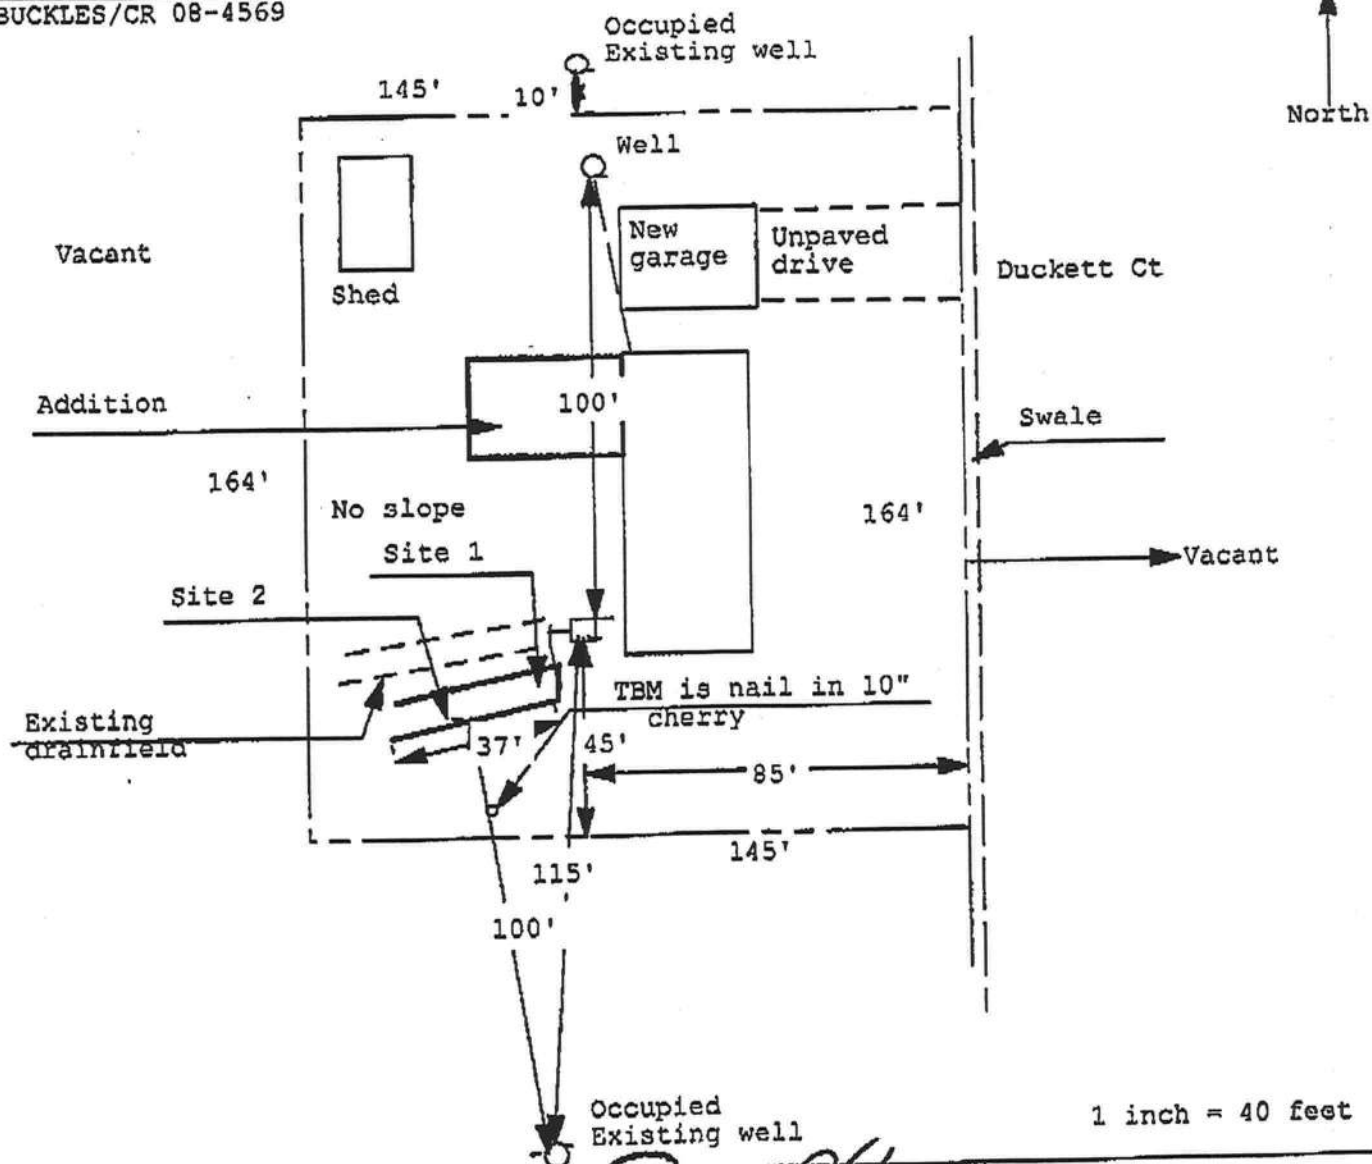 BUCKLES/CR 08-4569
Occupied
Existing well
145'
10'
North
Well
New
garage
Unpaved
drive
Vacant
Duckett Ct
Shed
Addition
100'
Swale
164'
No slope
164'
Site 1
Vacant
Site 2
TBM is nail in 10"
cherry
Existing
drainfield
37'
45'
85'
145'
115'
100'
Occupied
Existing well
1 inch = 40 feet